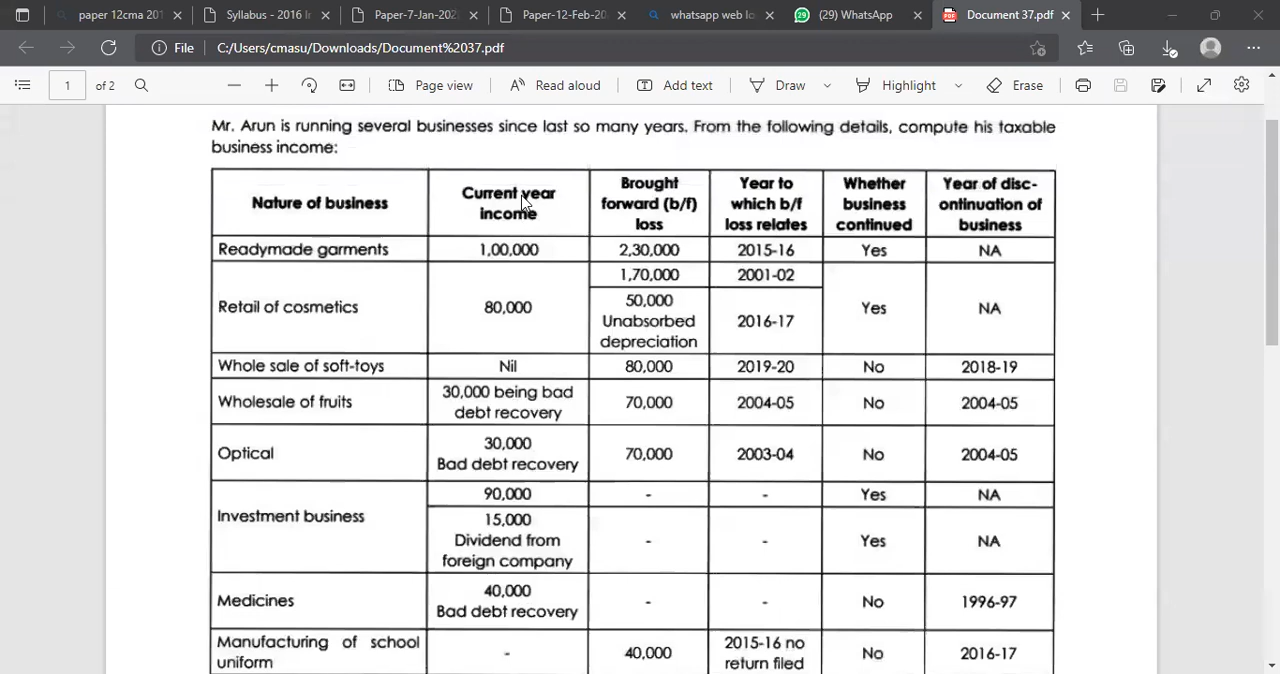 paper 12cma 201
Syllabus - 2016 
Paper-7-Jan-202
Paper-12-Feb-20
whatsapp web lo
(29) WhatsApp
Document 37.pdf
File C:/Users/cmasu/Downloads/Document%2037.pdf
1 of 2 Page view Read aloud Add text Draw Highlight Erase
Mr. Arun is running several businesses since last so many years. From the following details, compute his taxable
business income:
Nature of business
Current year
income
Brought
forward (b/f)
loss
Year to
which b/f
loss relates
Whether
business
continued
Year of disc-
ontinuation of
business
Readymade garments 1,00,000 2,30,000 2015-16 Yes NA
Retail of cosmetics 80,000
1,70,000 2001-02
50,000
Unabsorbed
depreciation
2016-17
Yes NA
Whole sale of soft-toys Nil 80,000 2019-20 No 2018-19
Wholesale of fruits
30,000 being bad
debt recovery
70,000 2004-05 No 2004-05
Optical
30,000
Bad debt recovery
70,000 2003-04 No 2004-05
Investment business
90,000 - - Yes NA
15,000
Dividend from
foreign company
- - Yes NA
Medicines
40,000
Bad debt recovery
- - No 1996-97
Manufacturing of school
uniform
- 40,000
2015-16 no
return filed
No 2016-17